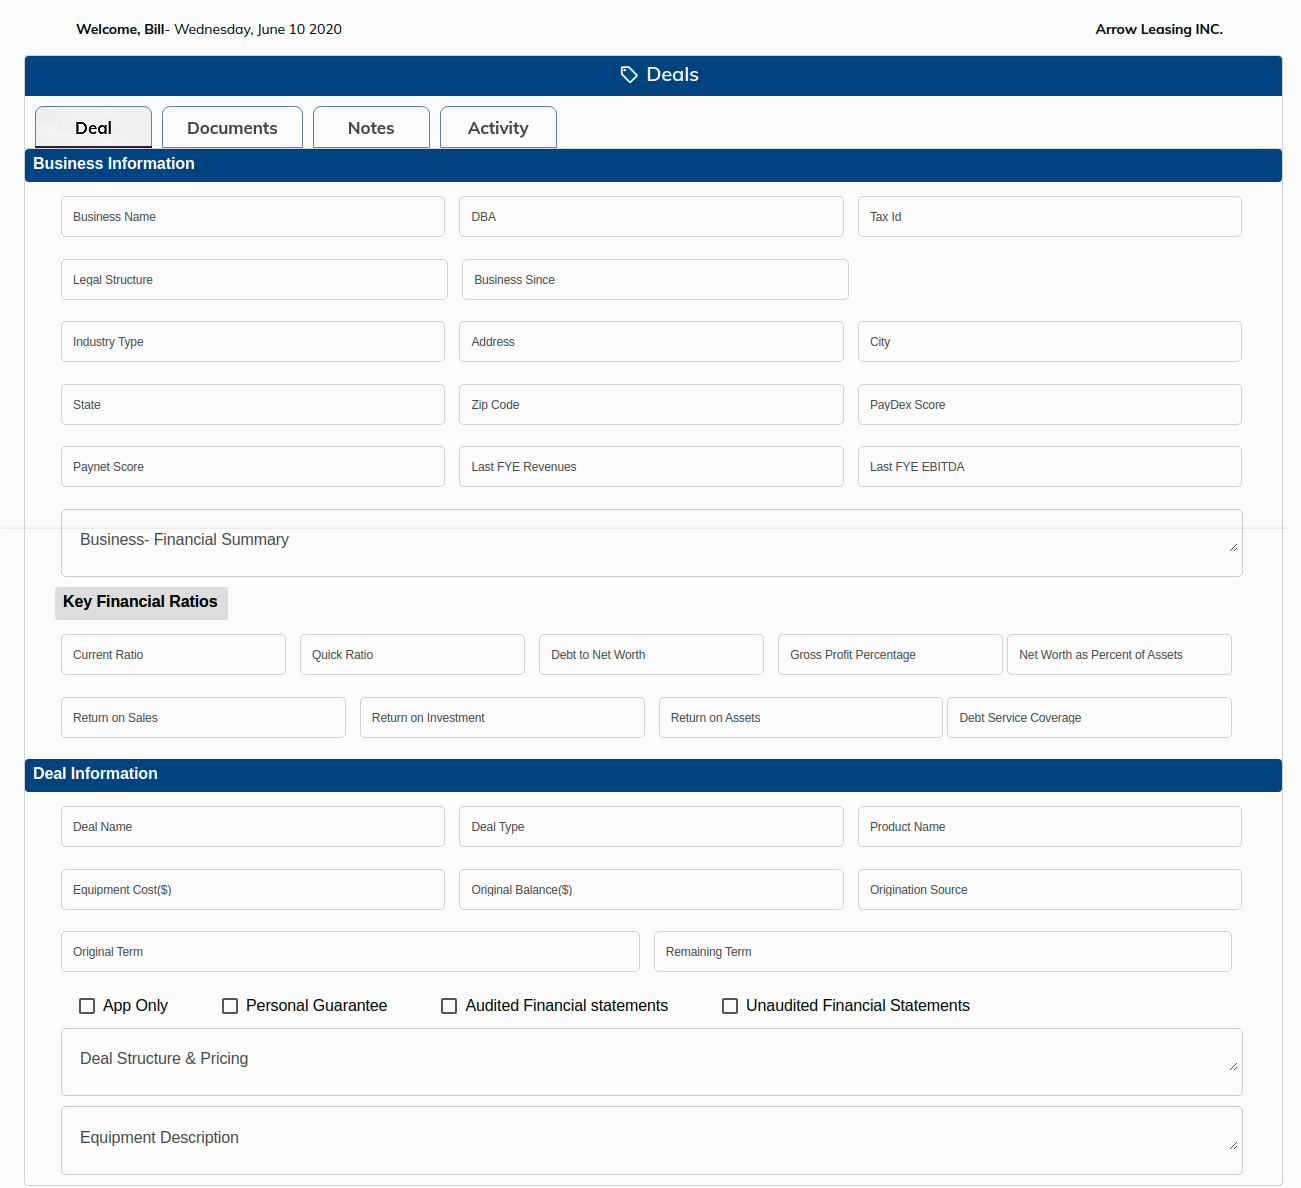 Welcome, Bill- Wednesday, June 10 2020 Arrow Leasing INC.
Deals
Deal Documents Notes Activity
Business Information
Business Name DBA Tax Id
Legal Structure Business Since
Industry Type Address City
State Zip Code PayDex Score
Paynet Score Last FYE Revenues Last FYE EBITDA
Business- Financial Summary
Key Financial Ratios
Current Ratio Quick Ratio Debt to Net Worth Gross Profit Percentage Net Worth as Percent of Assets
Return on Sales Return on Investment Return on Assets Debt Service Coverage
Deal Information
Deal Name Deal Type Product Name
Equipment Cost($) Original Balance($) Origination Source
Original Term Remaining Term
App Only Personal Guarantee Audited Financial statements Unaudited Financial Statements
Deal Structure & Pricing
Equipment Description